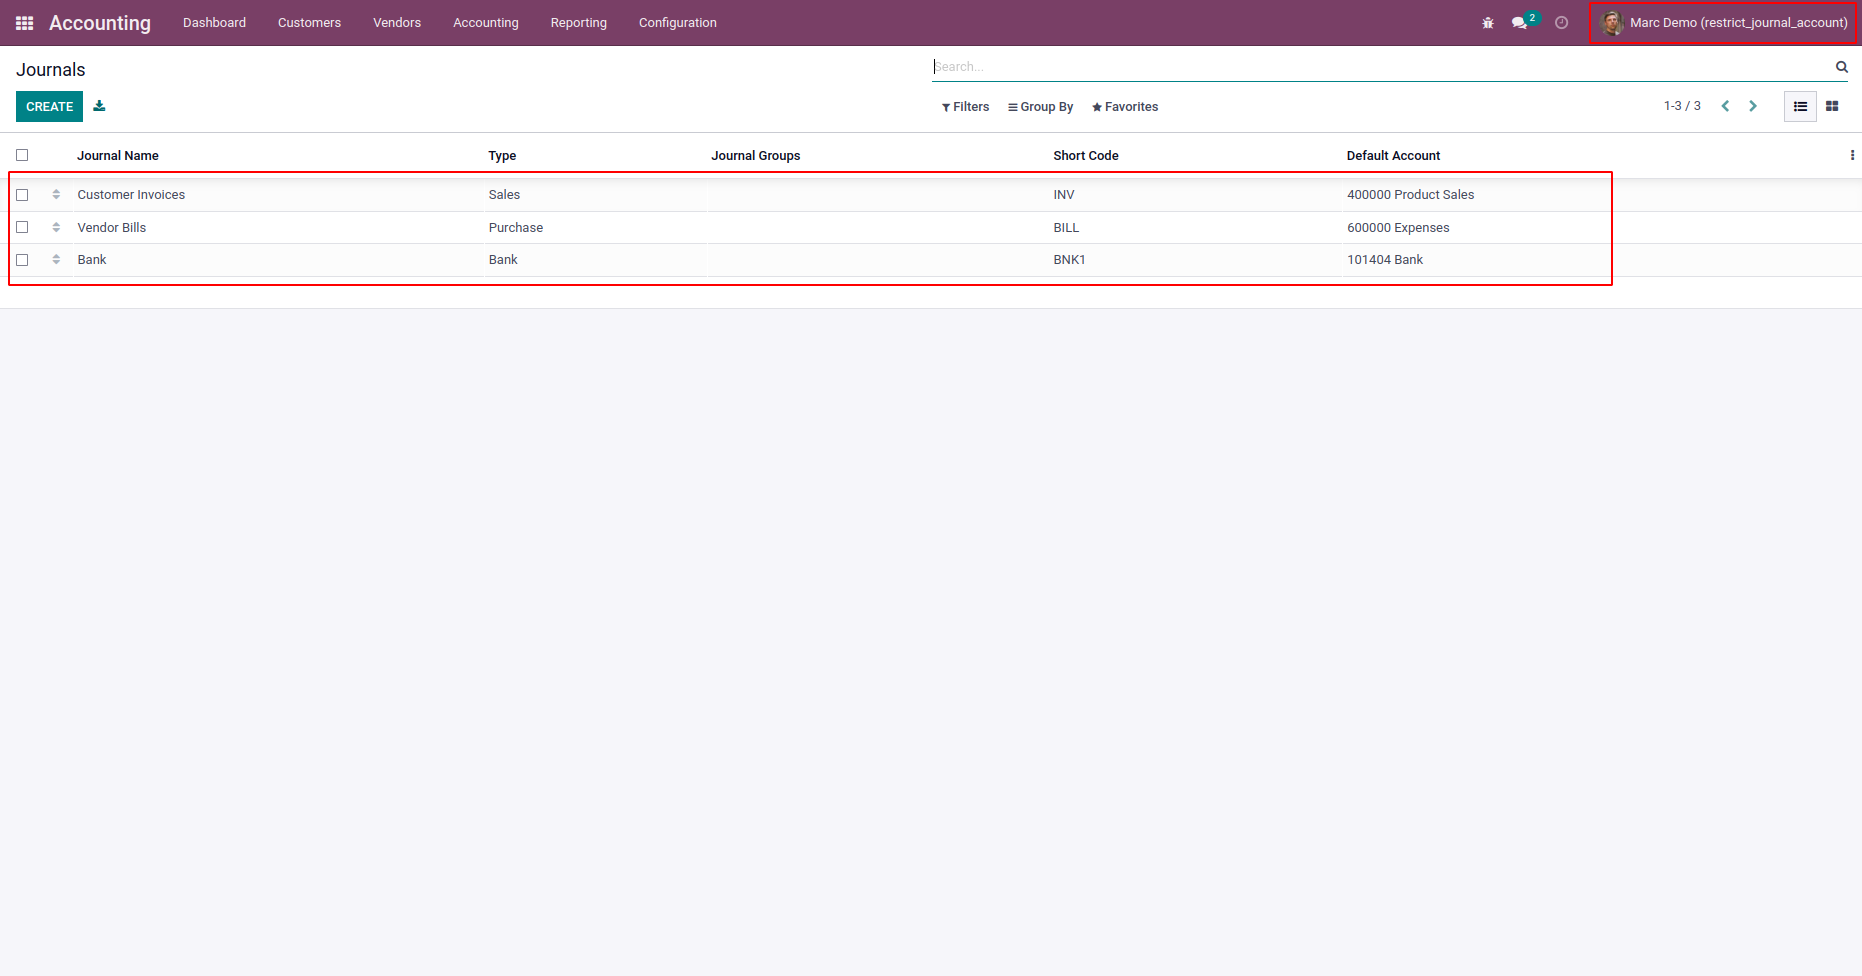 Accounting Dashboard Customers Vendors Accounting Reporting Configuration 2 Marc Demo (restrict_journal_account)
Journals Search...
CREATE Filters Group By Favorites 1-3 / 3
Journal Name Type Journal Groups Short Code Default Account
Customer Invoices Sales INV 400000 Product Sales
Vendor Bills Purchase BILL 600000 Expenses
Bank Bank BNK1 101404 Bank